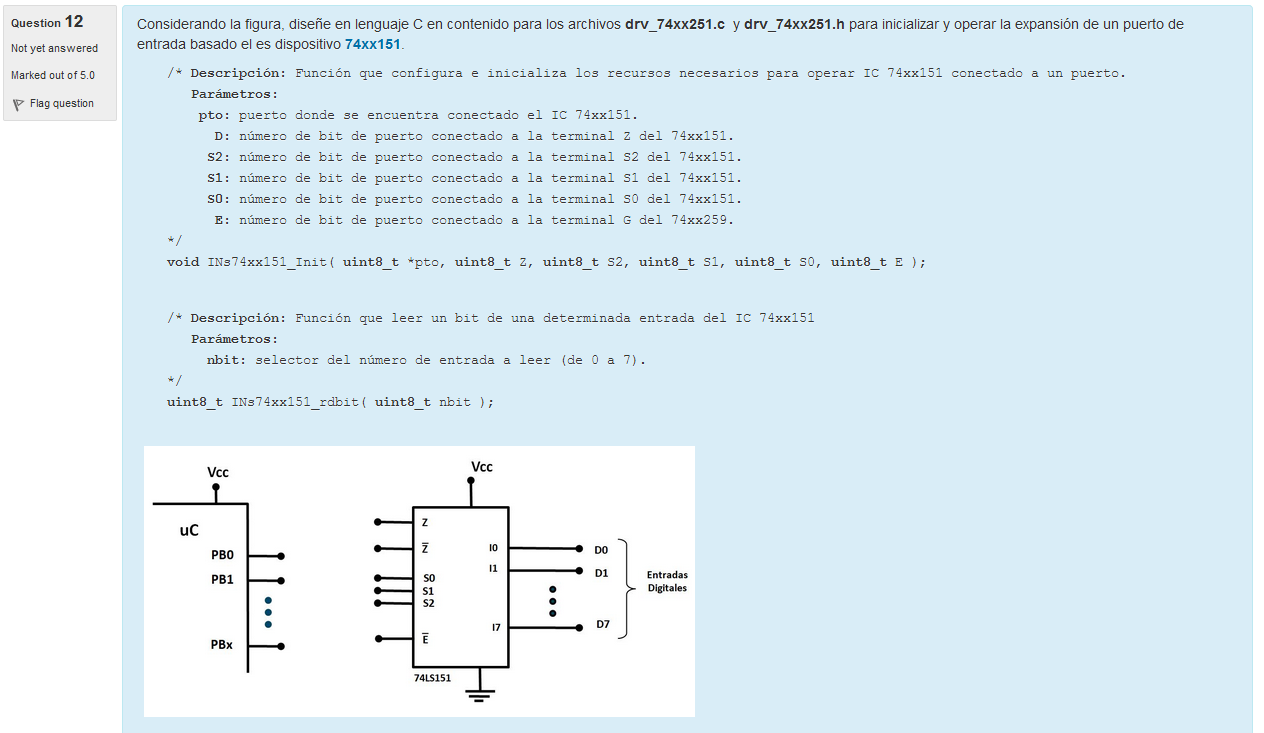 Question 12
Not yet answered
Marked out of 5.0
Flag question
Considerando la figura, diseñe en lenguaje C en contenido para los archivos drv_74xx251.c y drv_74xx251.h para inicializar y operar la expansión de un puerto de
entrada basado el es dispositivo 74xx151.
/* Descripción: Función que configura e inicializa los recursos necesarios para operar IC 74xx151 conectado a un puerto.
Parámetros:
pto: puerto donde se encuentra conectado el IC 74xx151.
D: número de bit de puerto conectado a la terminal Z del 74xx151.
S2: número de bit de puerto conectado a la terminal S2 del 74xx151.
S1: número de bit de puerto conectado a la terminal S1 del 74xx151.
S0: número de bit de puerto conectado a la terminal S0 del 74xx151.
E: número de bit de puerto conectado a la terminal G del 74xx259.
*/
void INs74xx151_Init( uint8_t *pto, uint8_t Z, uint8_t S2, uint8_t S1, uint8_t S0, uint8_t E );
/* Descripción: Función que leer un bit de una determinada entrada del IC 74xx151
Parámetros:
nbit: selector del número de entrada a leer (de 0 a 7).
*/
uint8_t INs74xx151_rdbit( uint8_t nbit );
Vcc
uC
PB0
PB1
PBx
Vcc
Z
Z̅
S0
S1
S2
E̅
I0
I1
I7
74LS151
D0
D1
D7
Entradas
Digitales